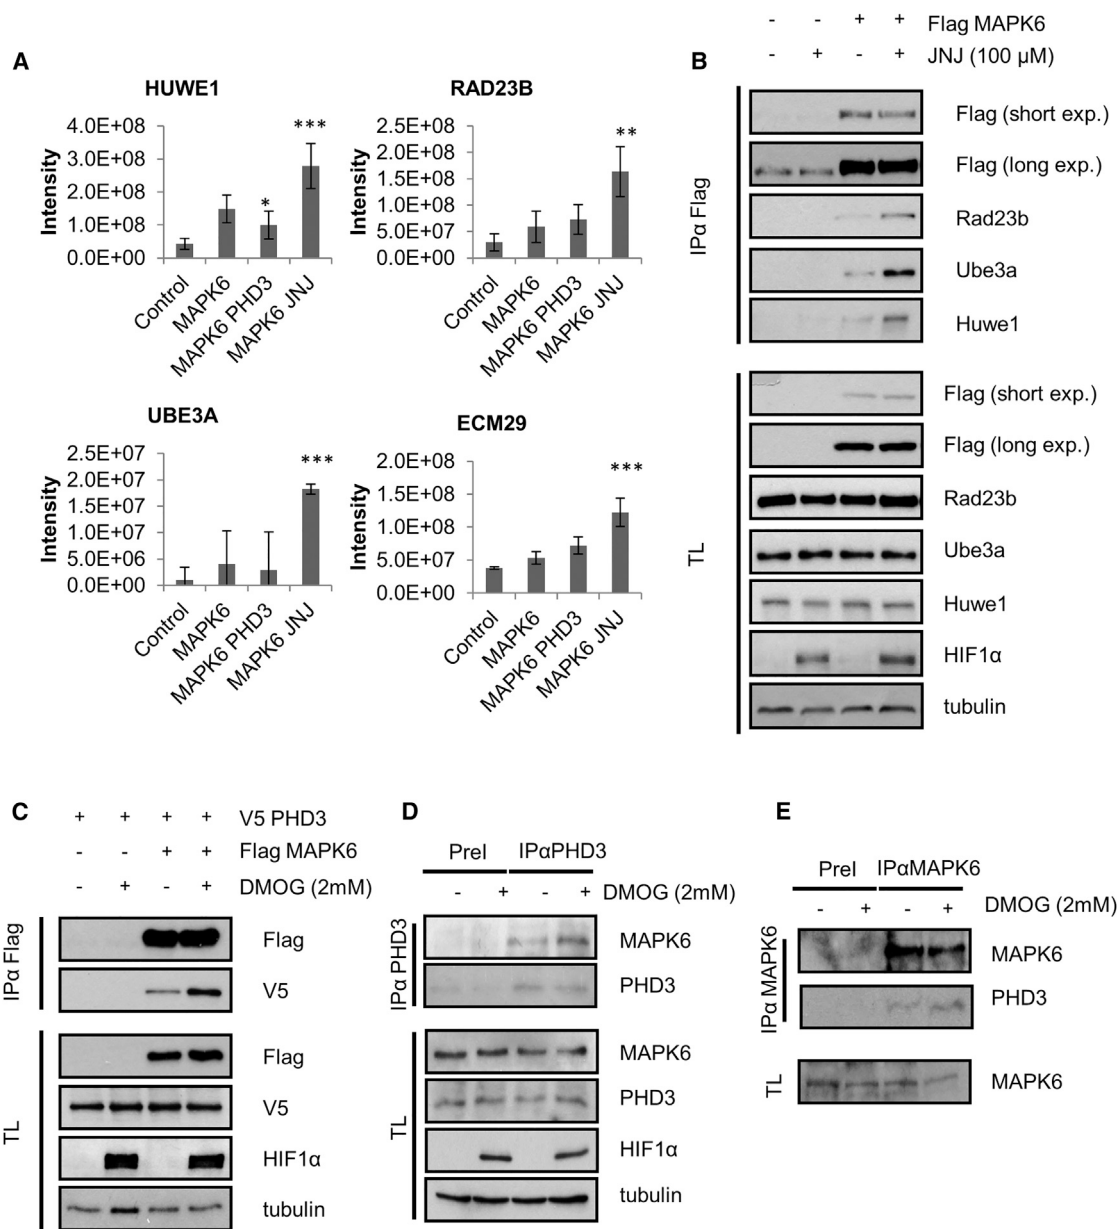 A
HUWE1
Intensity
4.0E+08
3.0E+08
2.0E+08
1.0E+08
0.0E+00
*
***
Control
MAPK6
MAPK6 PHD3
MAPK6 JNJ
RAD23B
Intensity
2.5E+08
2.0E+08
1.5E+08
1.0E+08
5.0E+07
0.0E+00
**
Control
MAPK6
MAPK6 PHD3
MAPK6 JNJ
UBE3A
Intensity
2.5E+07
2.0E+07
1.5E+07
1.0E+07
5.0E+06
0.0E+00
***
Control
MAPK6
MAPK6 PHD3
MAPK6 JNJ
ECM29
Intensity
2.0E+08
1.5E+08
1.0E+08
5.0E+07
0.0E+00
***
Control
MAPK6
MAPK6 PHD3
MAPK6 JNJ
B
- - + + Flag MAPK6
- + - + JNJ (100 µM)
IPα Flag
Flag (short exp.)
Flag (long exp.)
Rad23b
Ube3a
Huwe1
TL
Flag (short exp.)
Flag (long exp.)
Rad23b
Ube3a
Huwe1
HIF1α
tubulin
C
+ + + + V5 PHD3
- - + + Flag MAPK6
- + - + DMOG (2mM)
IPα Flag
Flag
V5
TL
Flag
V5
HIF1α
tubulin
D
PreI IPαPHD3
- + - + DMOG (2mM)
IPα PHD3
MAPK6
PHD3
TL
MAPK6
PHD3
HIF1α
tubulin
E
PreI IPαMAPK6
- + - + DMOG (2mM)
IPα MAPK6
MAPK6
PHD3
TL
MAPK6